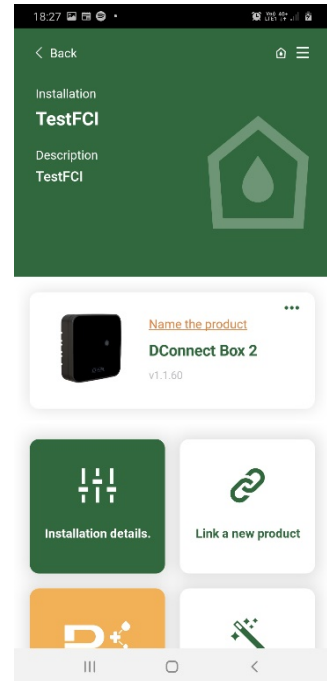 18:27
Back
Installation
TestFCI
Description
TestFCI
Name the product
DConnect Box 2
v1.1.60
Installation details.
Link a new product